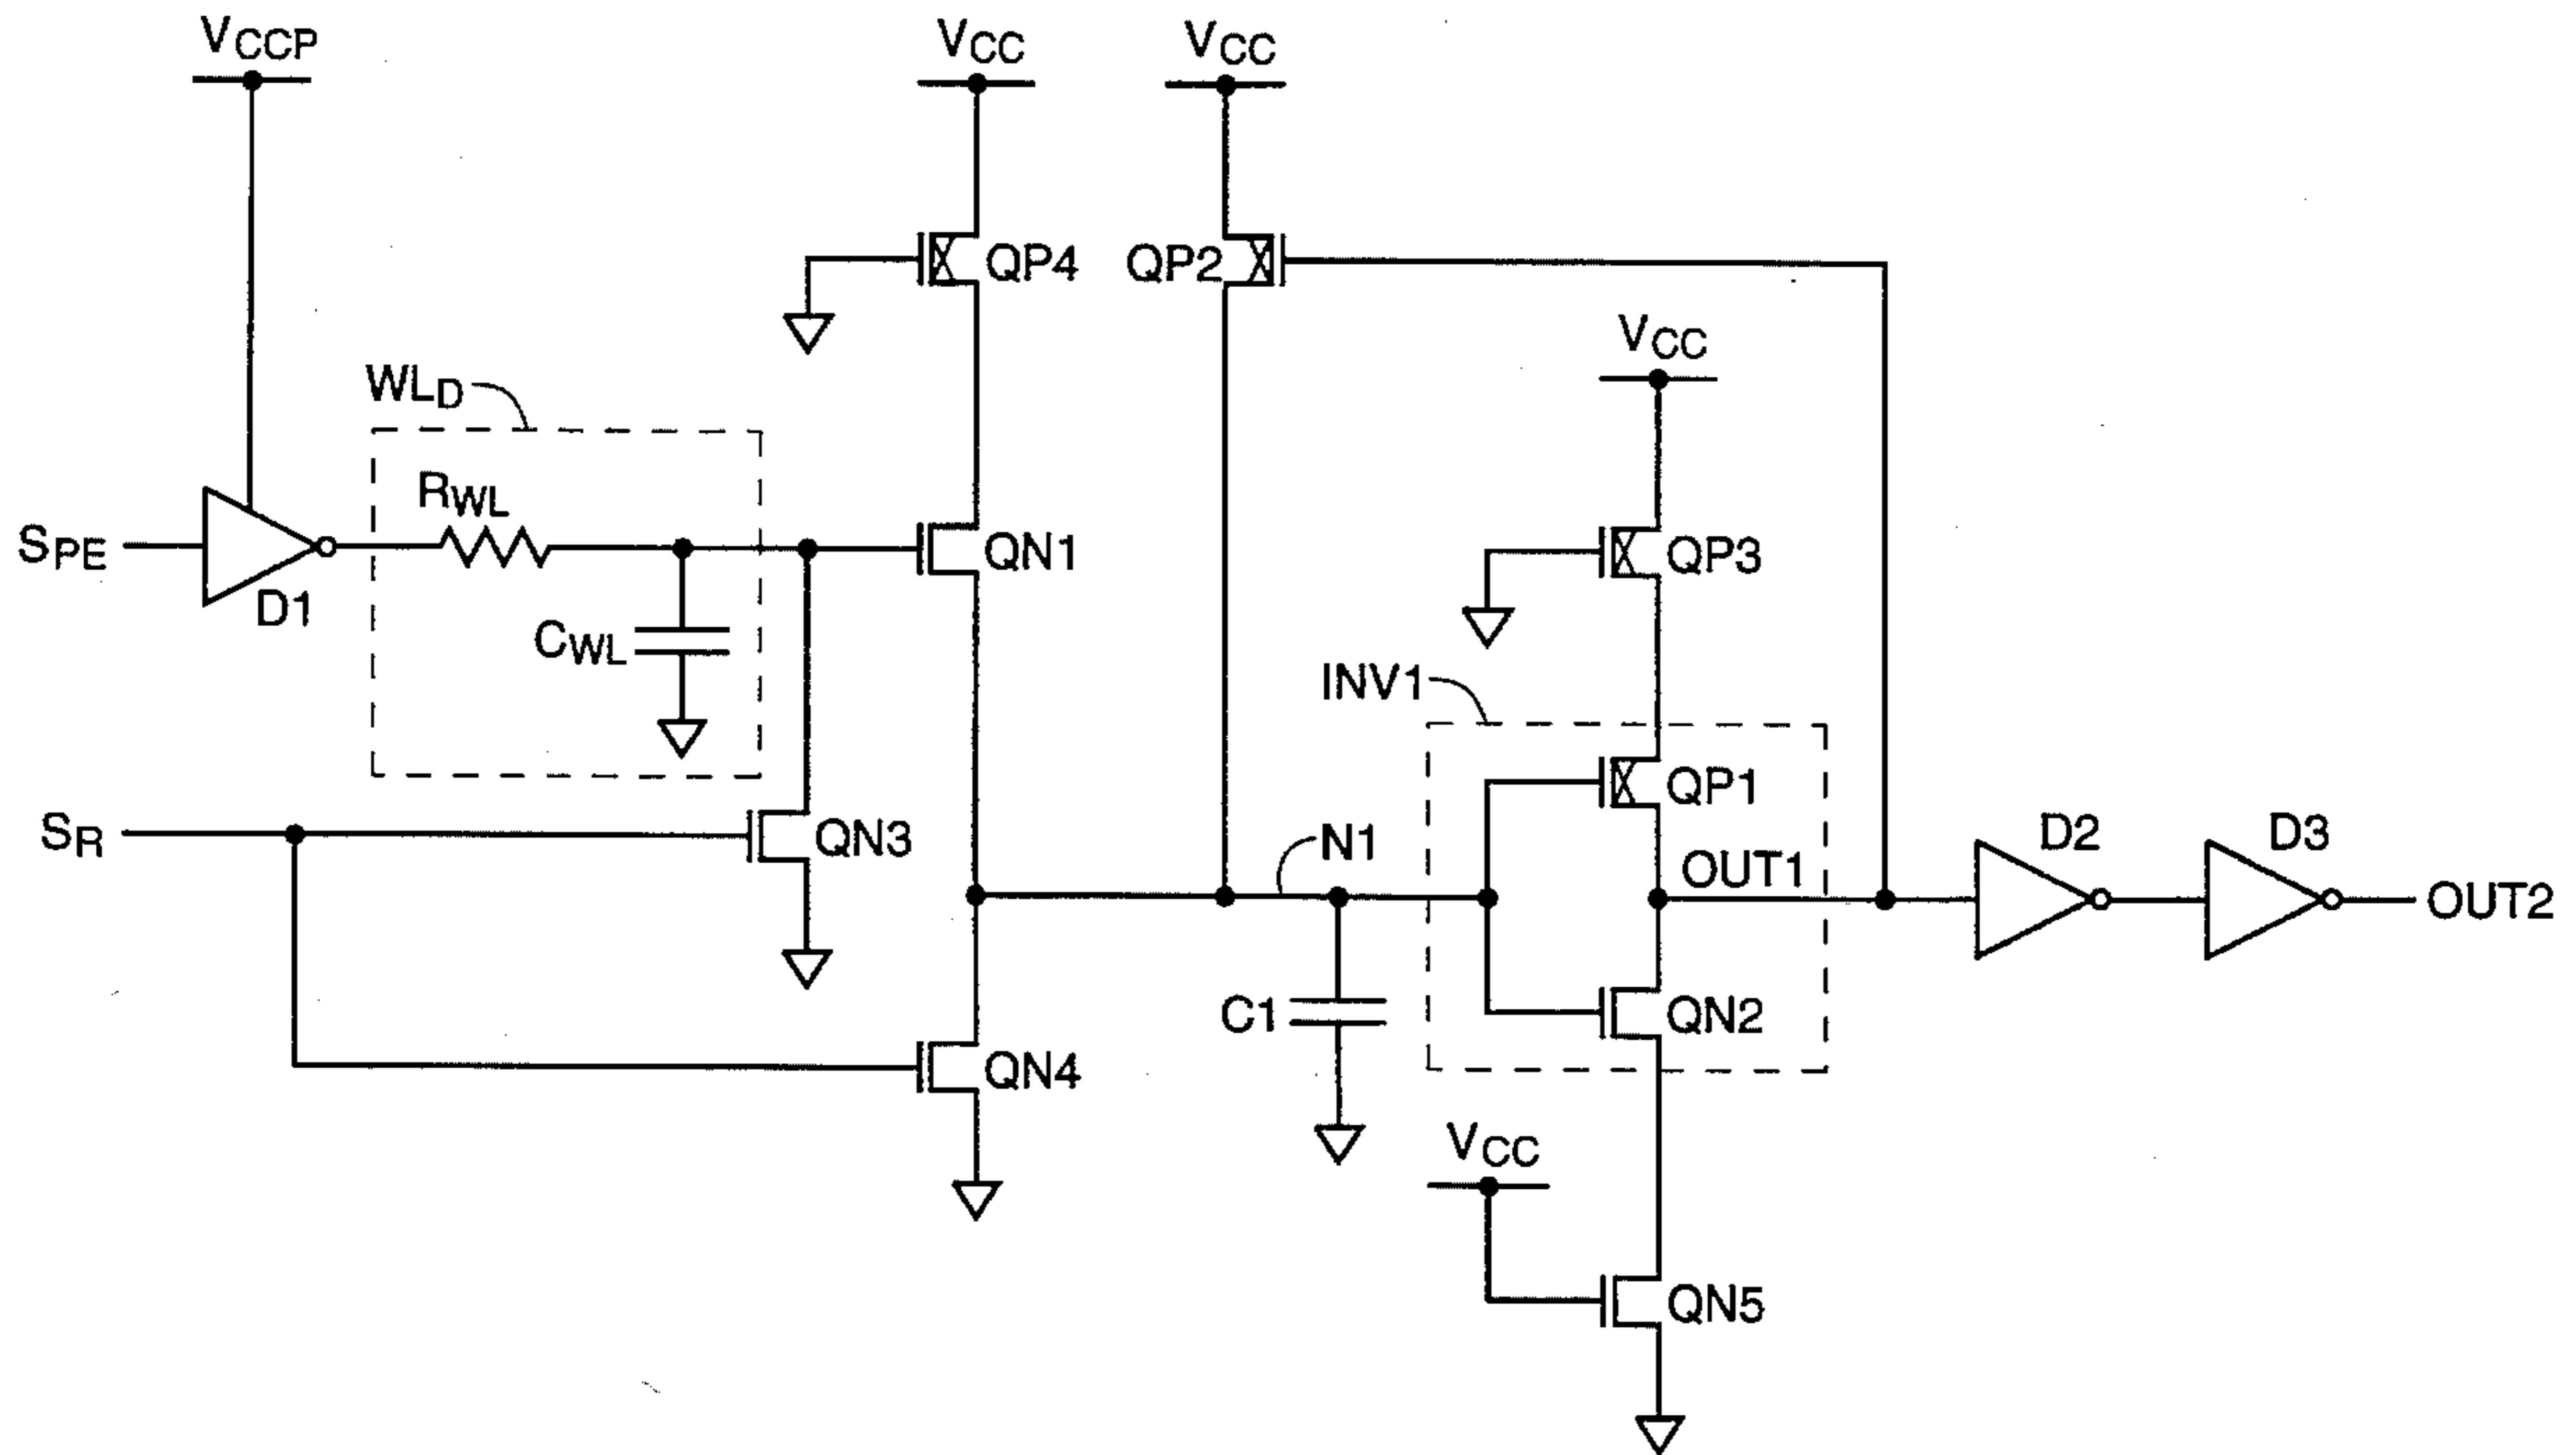 VCCP
VCC
VCC
QP4
QP2
VCC
WLD
RWL
SPE
D1
QN1
QP3
CWL
INV1
QP1
SR
QN3
N1
OUT1
D2
D3
OUT2
C1
QN2
QN4
VCC
QN5